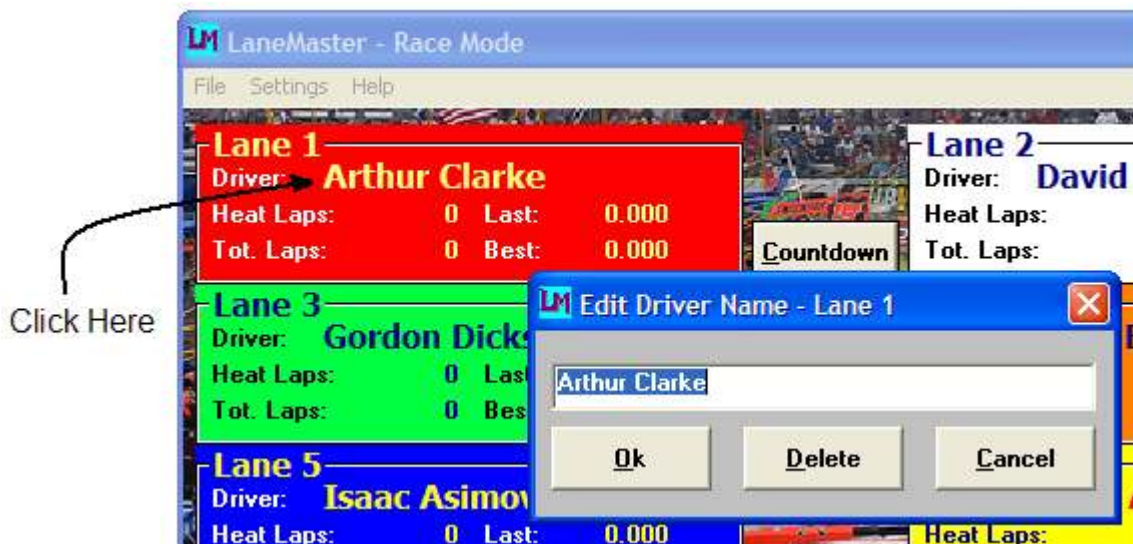 LM LaneMaster - Race Mode
File Settings Help
Lane 1
Driver: Arthur Clarke
Heat Laps: 0 Last: 0.000
Tot. Laps: 0 Best: 0.000
Countdown
Lane 2
Driver: David
Heat Laps:
Tot. Laps:
Click Here
Lane 3
Driver: Gordon Dicks
Heat Laps: 0 Las
Tot. Laps: 0 Bes
LM Edit Driver Name - Lane 1
Arthur Clarke
Ok Delete Cancel
Lane 5
Driver: Isaac Asimov
Heat Laps: 0 Last: 0.000
Heat Laps: